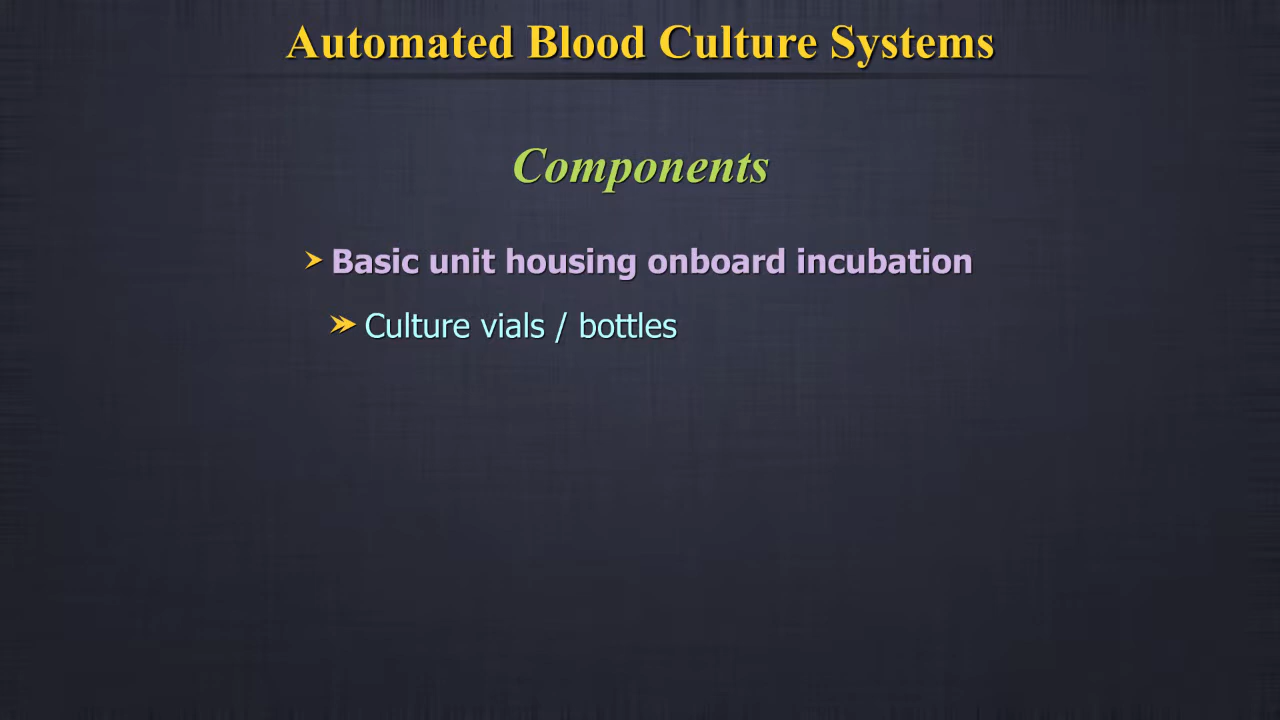 Automated Blood Culture Systems
Components
Basic unit housing onboard incubation
Culture vials / bottles